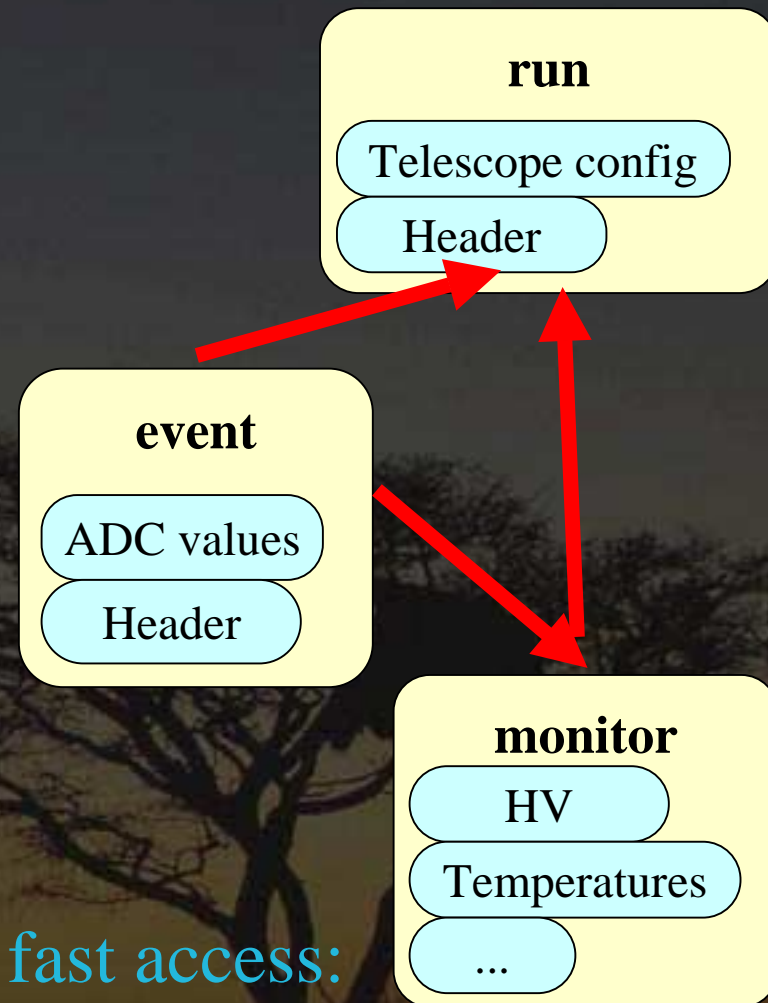 run
Telescope config
Header
event
ADC values
Header
monitor
HV
Temperatures
...
fast access: